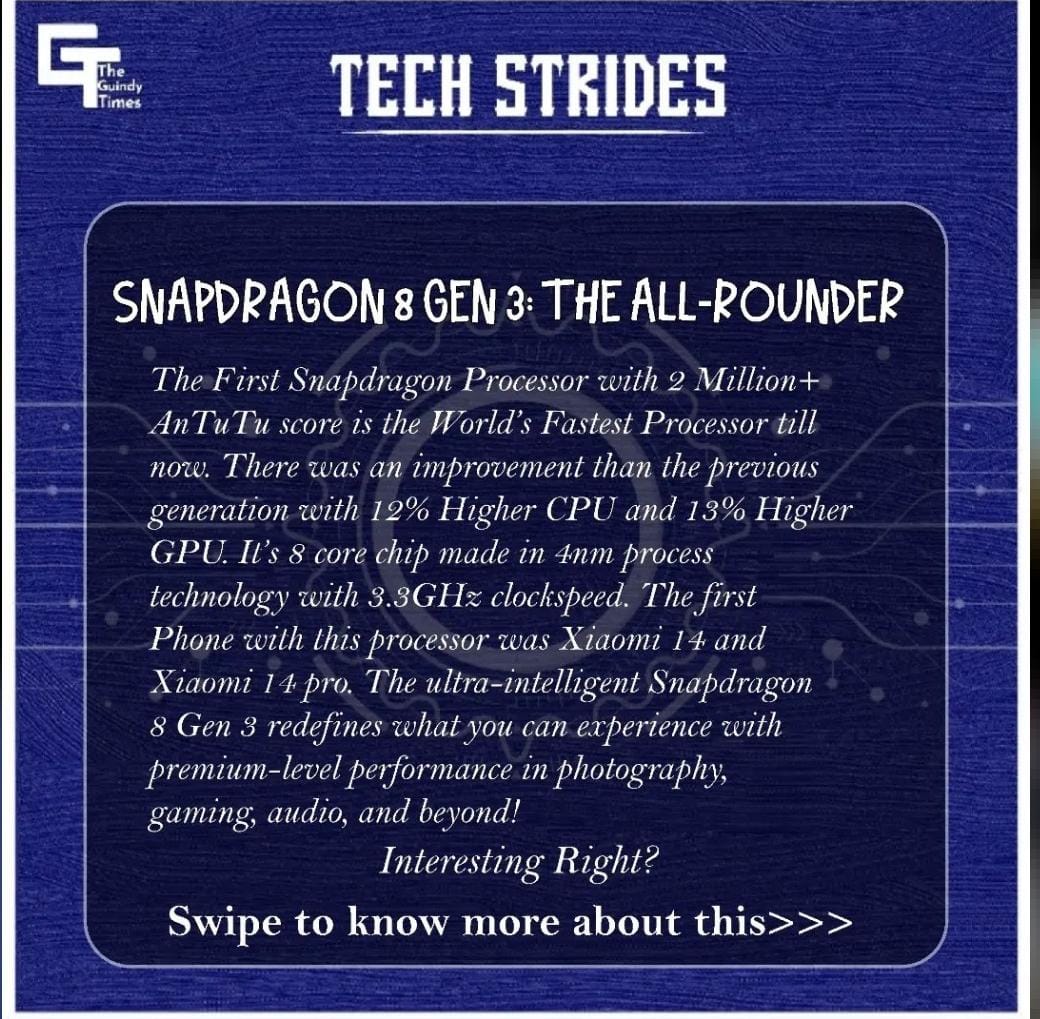 The
Guindy
Times
TECH STRIDES
SNAPDRAGON 8 GEN 3: THE ALL-ROUNDER
The First Snapdragon Processor with 2 Million+
AnTuTu score is the World's Fastest Processor till
now. There was an improvement than the previous
generation with 12% Higher CPU and 13% Higher
GPU. It's 8 core chip made in 4nm process
technology with 3.3GHz clockspeed. The first
Phone with this processor was Xiaomi 14 and
Xiaomi 14 pro. The ultra-intelligent Snapdragon
8 Gen 3 redefines what you can experience with
premium-level performance in photography,
gaming, audio, and beyond!
Interesting Right?
Swipe to know more about this>>>